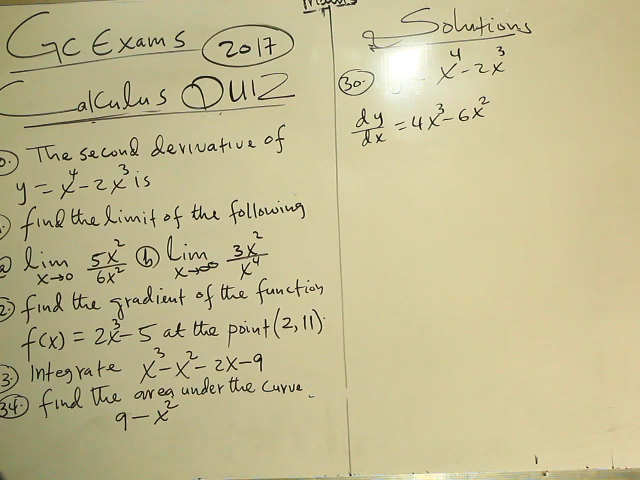 GC Exams 2017
Calculus QUIZ
0. The second derivative of
y = x⁴ - 2x³ is
find the limit of the following
a) lim x→0 5x²/6x² b) lim x→∞ 3x²/x⁴
2. find the gradient of the function
f(x) = 2x³ - 5 at the point (2,11).
3. Integrate x³ - x² - 2x - 9
34. find the area under the curve.
9 - x²
Maths
Solutions
30. y = x⁴ - 2x³
dy/dx = 4x³ - 6x²